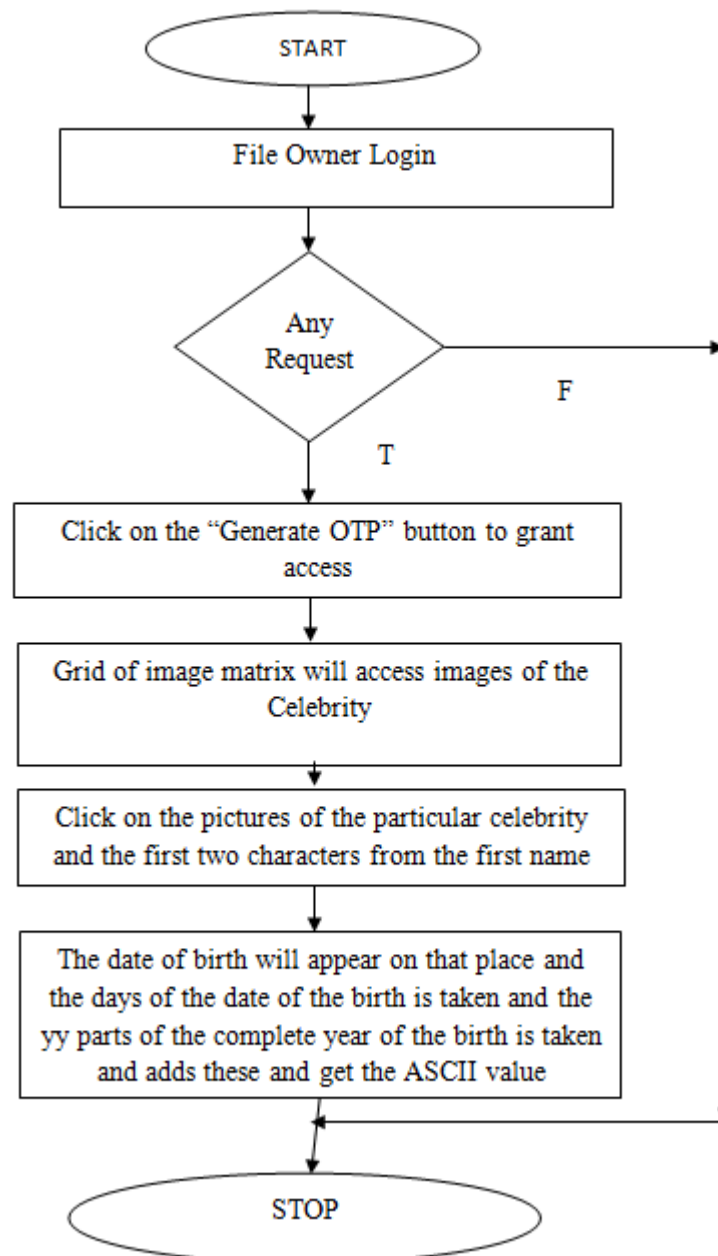 START
File Owner Login
Any
Request
F
T
Click on the “Generate OTP” button to grant
access
Grid of image matrix will access images of the
Celebrity
Click on the pictures of the particular celebrity
and the first two characters from the first name
The date of birth will appear on that place and
the days of the date of the birth is taken and the
yy parts of the complete year of the birth is taken
and adds these and get the ASCII value
STOP